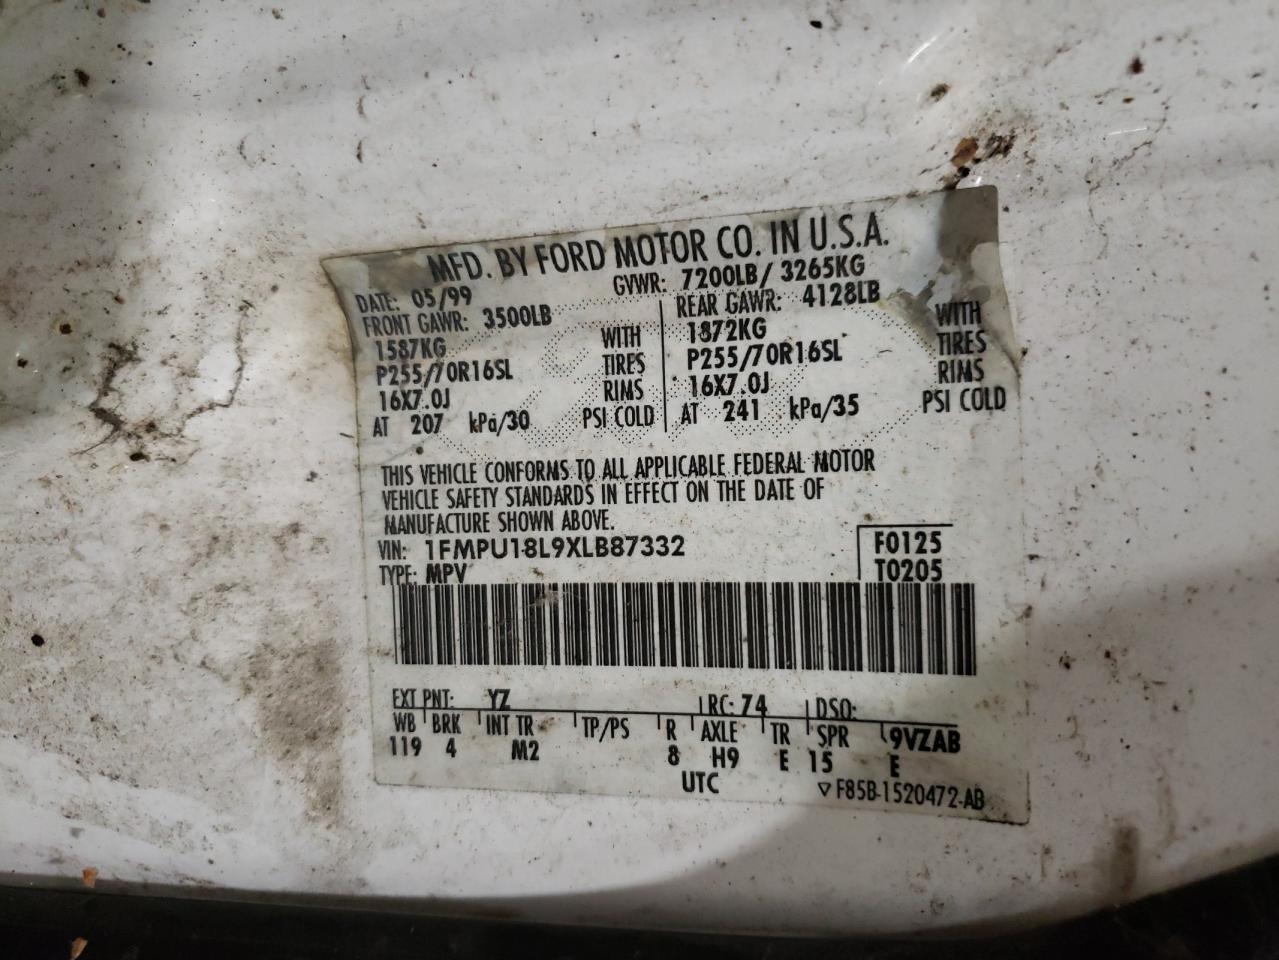 MFD. BY FORD MOTOR CO. IN U.S.A.
DATE: 05/99 GVWR: 7200LB/ 3265KG
FRONT GAWR: 3500LB REAR GAWR: 4128LB
1587KG WITH 1872KG WITH
P255/70R16SL TIRES P255/70R16SL TIRES
16X7.0J RIMS 16X7.0J RIMS
AT 207 kPa/30 PSI COLD AT 241 kPa/35 PSI COLD
THIS VEHICLE CONFORMS TO ALL APPLICABLE FEDERAL MOTOR
VEHICLE SAFETY STANDARDS IN EFFECT ON THE DATE OF
MANUFACTURE SHOWN ABOVE.
VIN: 1FMPU18L9XLB87332 F0125
TYPE: MPV T0205
EXT PNT: YZ RC: 74 DSO:
WB BRK INT TR TP/PS R AXLE TR SPR 9VZAB
119 4 M2 8 H9 E 15 E
UTC ▽F85B-1520472-AB